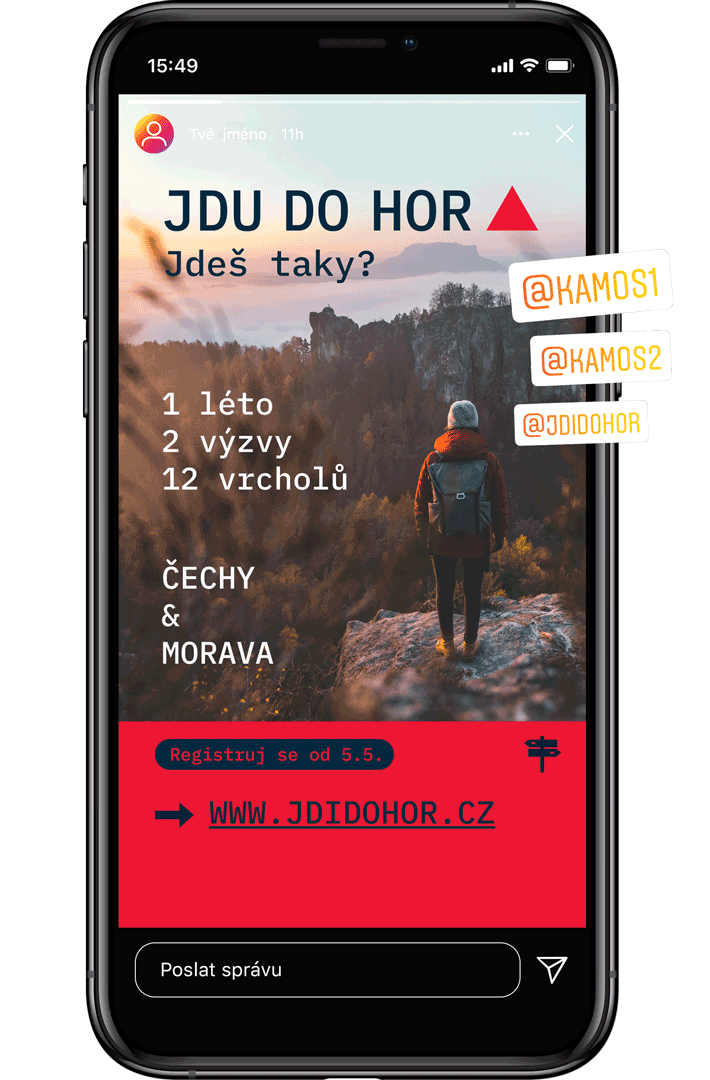 15:49
Tvé jméno 11h
JDU DO HOR
Jdeš taky?
@KAMOS1
@KAMOS2
@JDIDOHOR
1 léto
2 výzvy
12 vrcholů
ČECHY
&
MORAVA
Registruj se od 5.5.
WWW.JDIDOHOR.CZ
Poslat správu